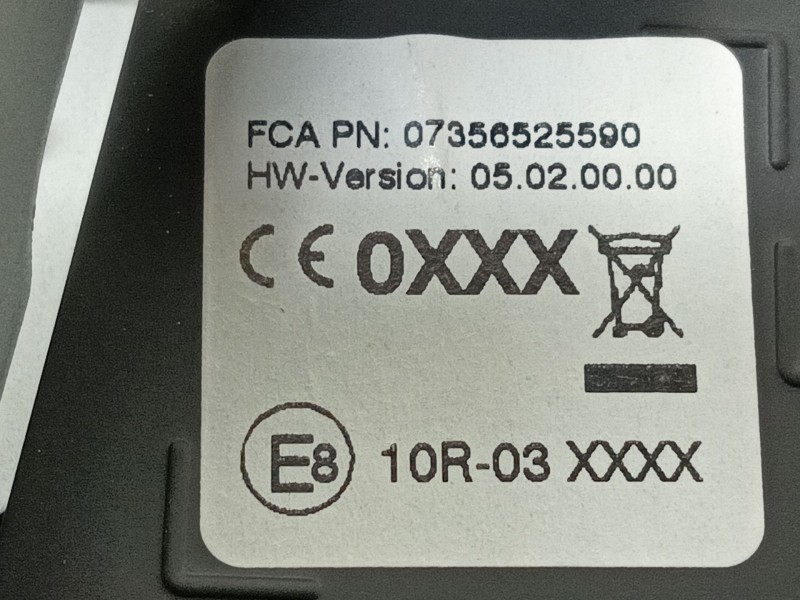 FCA PN: 07356525590
HW-Version: 05.02.00.00
CE 0XXX
E8 10R-03 XXXX